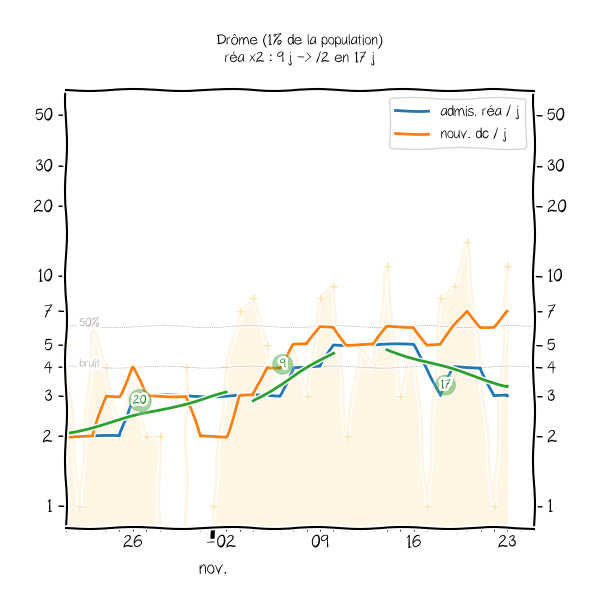 Drôme (1% de la population)
réa x2 : 9 j -> /2 en 17 j
admis. réa / j
nouv. dc / j
50 50
30 30
20 20
10 10
7 7
50%
5 5
4 4
bruit
3 3
2 2
1 1
20
9
17
26 -02 09 16 23
nov.